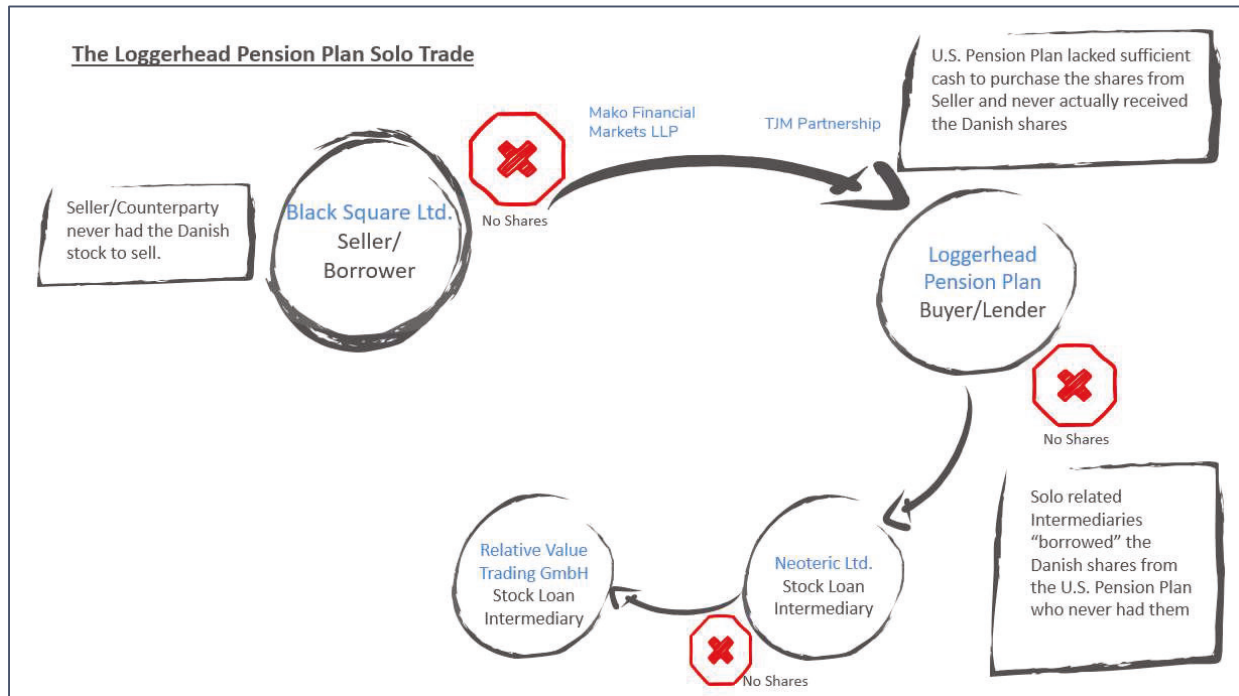 The Loggerhead Pension Plan Solo Trade
Mako Financial
Markets LLP
TJM Partnership
U.S. Pension Plan lacked sufficient
cash to purchase the shares from
Seller and never actually received
the Danish shares
Seller/Counterparty
never had the Danish
stock to sell.
Black Square Ltd.
Seller/
Borrower
No Shares
Loggerhead
Pension Plan
Buyer/Lender
No Shares
Solo related
Intermediaries
“borrowed” the
Danish shares from
the U.S. Pension Plan
who never had them
Neoteric Ltd.
Stock Loan
Intermediary
No Shares
Relative Value
Trading GmbH
Stock Loan
Intermediary